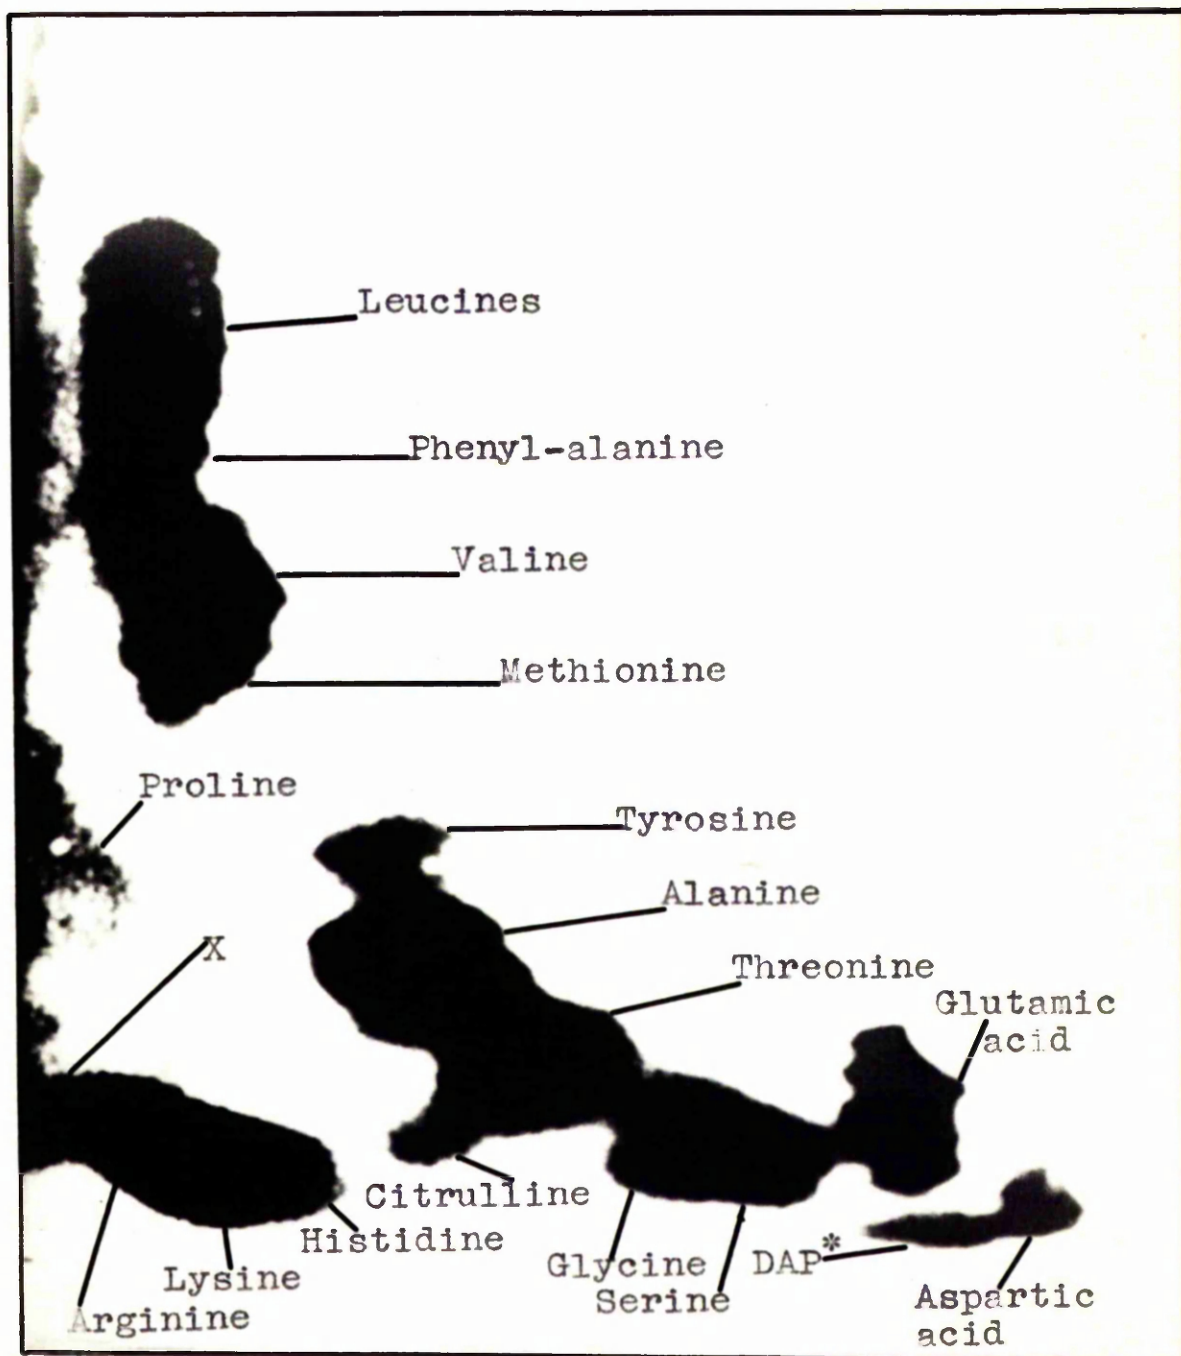 Leucines
Phenyl-alanine
Valine
Methionine
Proline
Tyrosine
Alanine
X
Threonine
Glutamic
acid
Citrulline
Histidine
Glycine
DAP*
Lysine
Serine
Aspartic
Arginine
acid